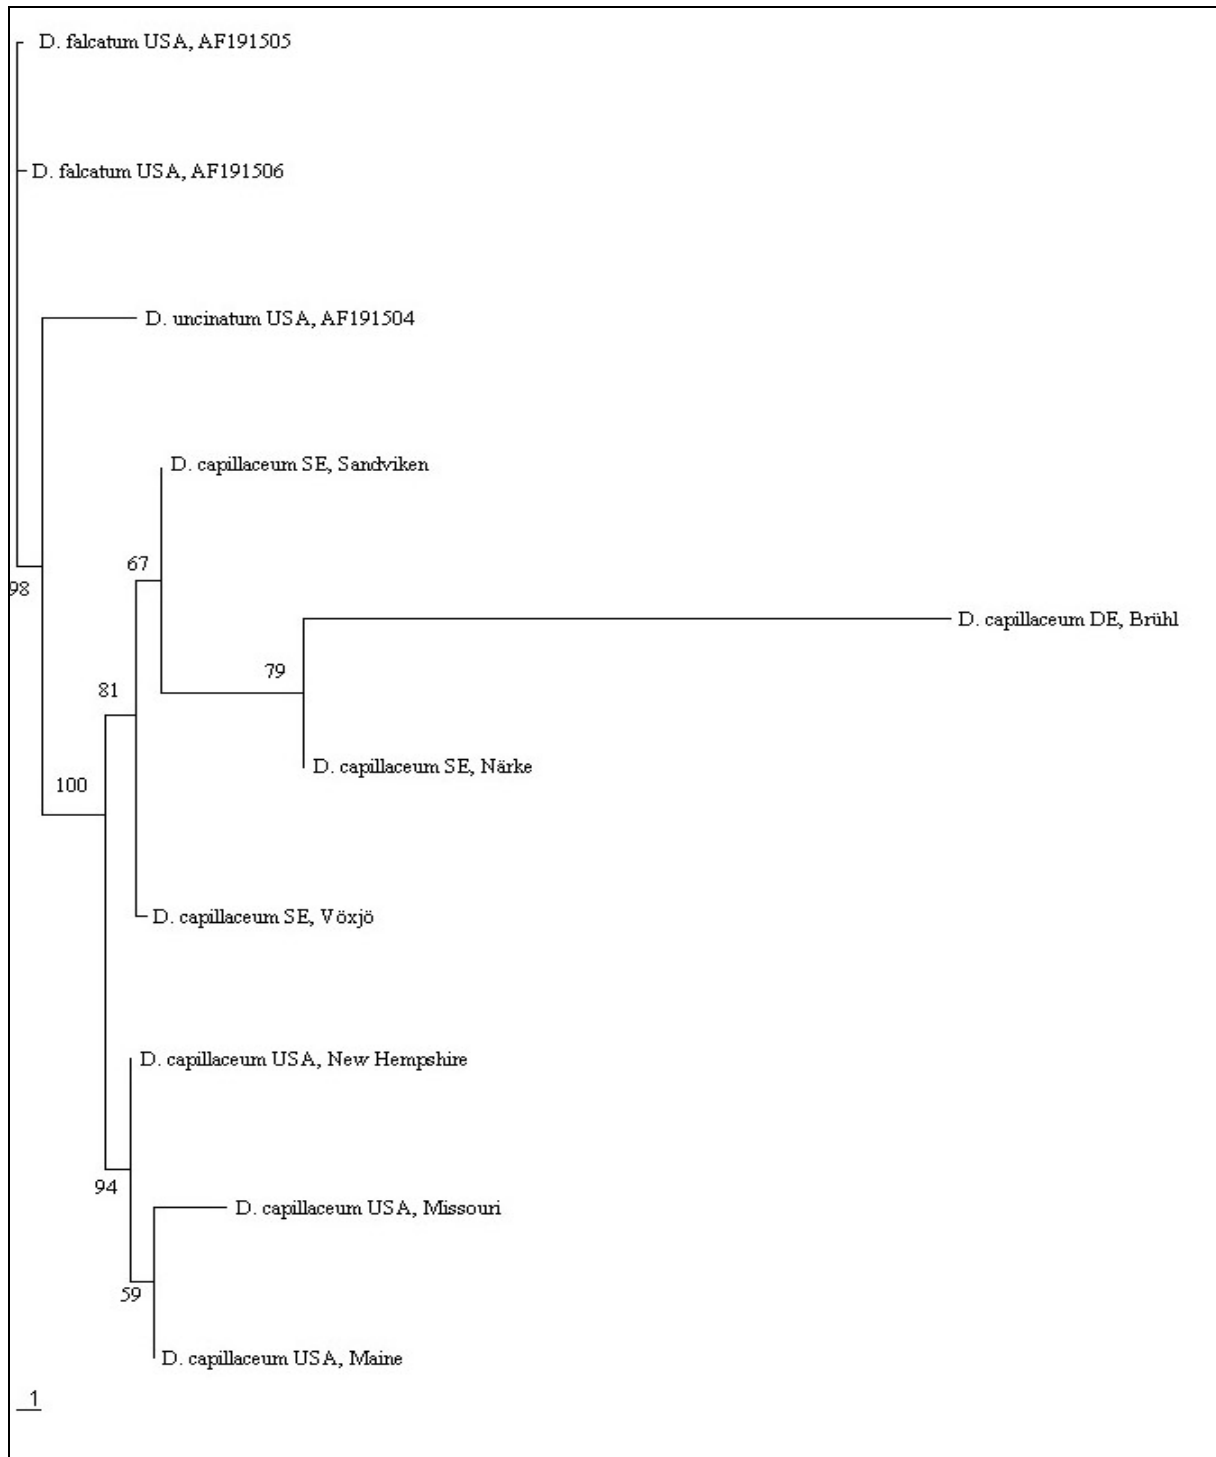 D. falcatum USA, AF191505
D. falcatum USA, AF191506
D. uncinatum USA, AF191504
D. capillaceum SE, Sandviken
67
98
D. capillaceum DE, Brühl
79
81
D. capillaceum SE, Närke
100
D. capillaceum SE, Vöxjö
D. capillaceum USA, New Hempshire
94
D. capillaceum USA, Missouri
59
D. capillaceum USA, Maine
1